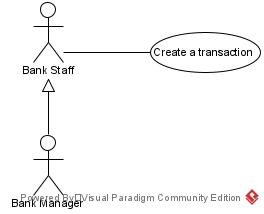 Create a transaction
Bank Staff
Powered By Visual Paradigm Community Edition
Bank Manager